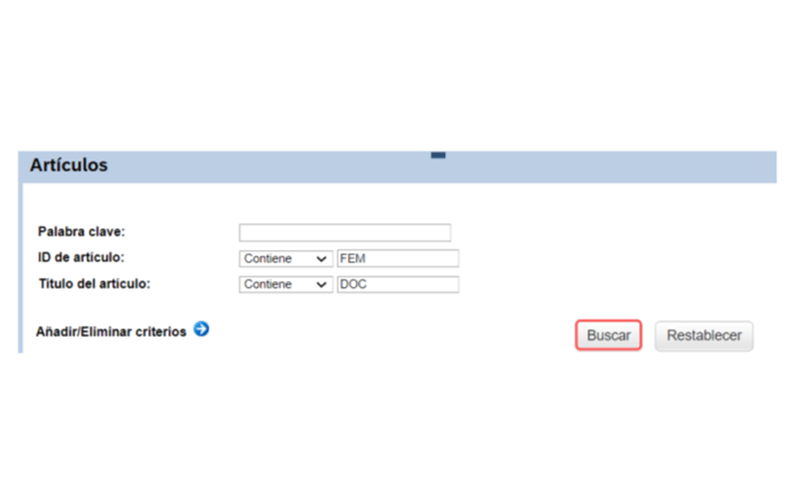 Artículos
Palabra clave:
ID de artículo: Contiene FEM
Titulo del artículo: Contiene DOC
Añadir/Eliminar criterios
Buscar Restablecer